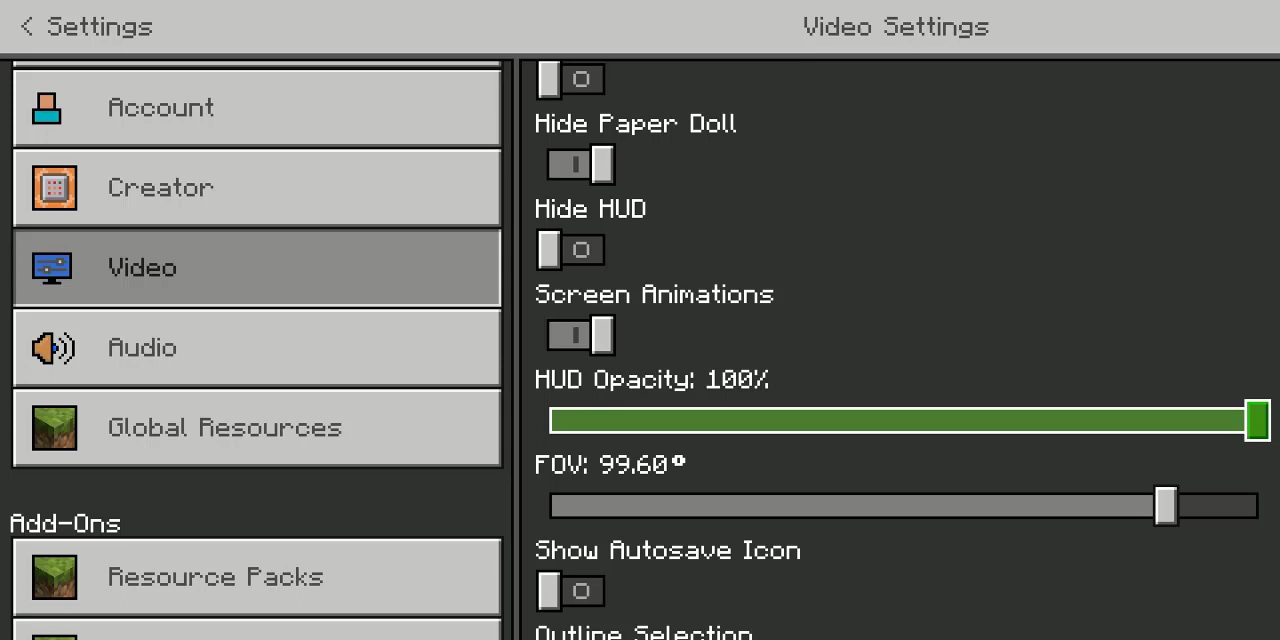 Settings
Video Settings
Account
Creator
Video
Audio
Global Resources
Add-Ons
Resource Packs
Hide Paper Doll
Hide HUD
Screen Animations
HUD Opacity: 100%
FOV: 99.60°
Show Autosave Icon
Outline Selection